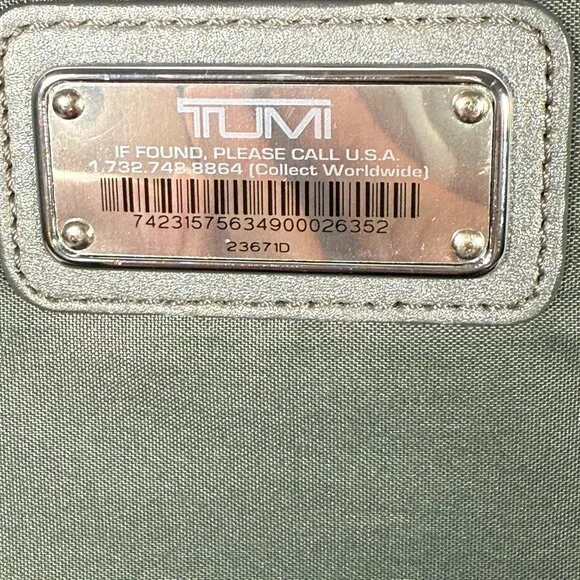 TUMI
IF FOUND, PLEASE CALL U.S.A.
1.732.748.8864 (Collect Worldwide)
74231575634900026352
23671D